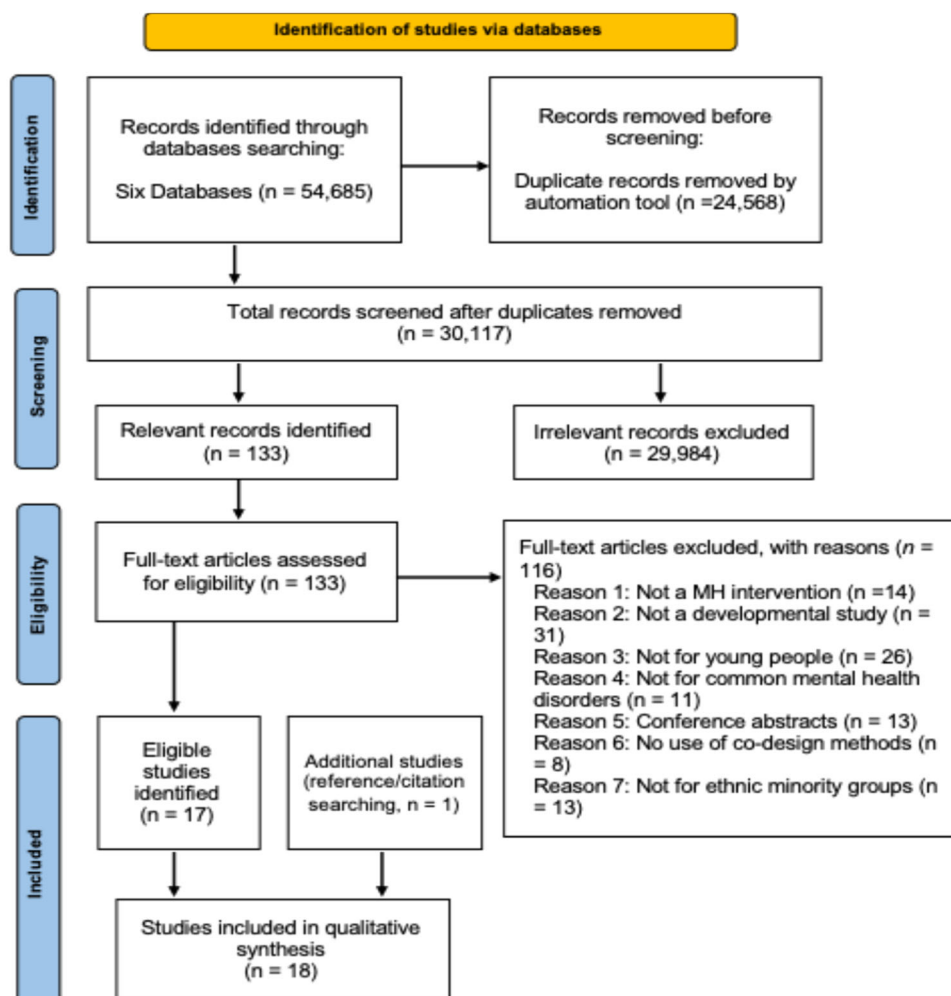 Identification of studies via databases
Identification
Records identified through
databases searching:
Six Databases (n = 54,685)
Records removed before
screening:
Duplicate records removed by
automation tool (n =24,568)
Screening
Total records screened after duplicates removed
(n = 30,117)
Relevant records identified
(n = 133)
Irrelevant records excluded
(n = 29,984)
Eligibility
Full-text articles assessed
for eligibility (n = 133)
Full-text articles excluded, with reasons (n =
116)
Reason 1: Not a MH intervention (n =14)
Reason 2: Not a developmental study (n =
31)
Reason 3: Not for young people (n = 26)
Reason 4: Not for common mental health
disorders (n = 11)
Reason 5: Conference abstracts (n = 13)
Reason 6: No use of co-design methods (n
= 8)
Reason 7: Not for ethnic minority groups (n
= 13)
Included
Eligible
studies
identified
(n = 17)
Additional studies
(reference/citation
searching, n = 1)
Studies included in qualitative
synthesis
(n = 18)